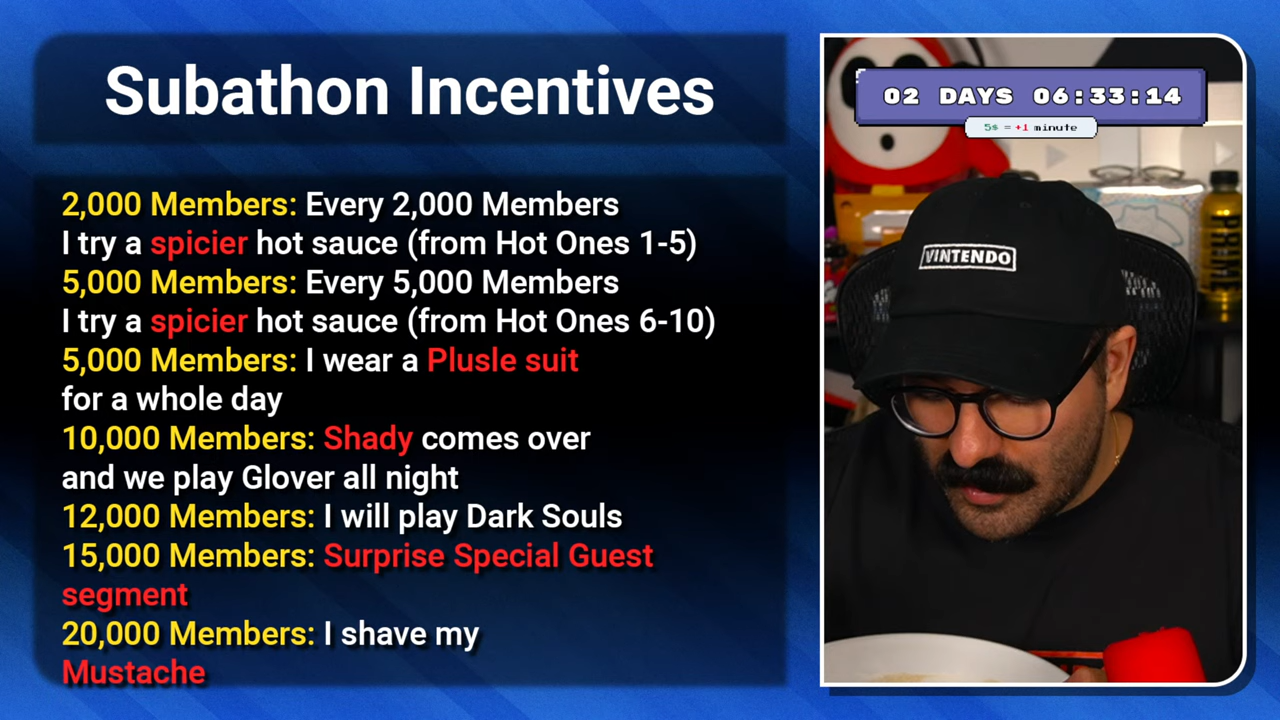 Subathon Incentives
2,000 Members: Every 2,000 Members
I try a spicier hot sauce (from Hot Ones 1-5)
5,000 Members: Every 5,000 Members
I try a spicier hot sauce (from Hot Ones 6-10)
5,000 Members: I wear a Plusle suit
for a whole day
10,000 Members: Shady comes over
and we play Glover all night
12,000 Members: I will play Dark Souls
15,000 Members: Surprise Special Guest
segment
20,000 Members: I shave my
Mustache
02 DAYS 06:33:14
5$ = +1 minute
VINTENDO
PRIME